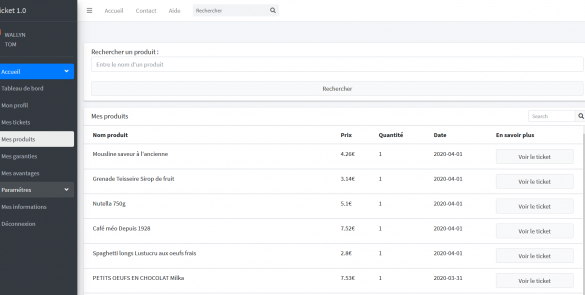 icket 1.0
Accueil Contact Aide Rechercher
WALLYN
TOM
Accueil
Tableau de bord
Mon profil
Mes tickets
Mes produits
Mes garanties
Mes avantages
Paramètres
Mes informations
Déconnexion
Rechercher un produit :
Entre le nom d'un produit
Rechercher
Mes produits Search
Nom produit Prix Quantité Date En savoir plus
Mousline saveur à l'ancienne 4.26€ 1 2020-04-01 Voir le ticket
Grenade Teisseire Sirop de fruit 3.14€ 1 2020-04-01 Voir le ticket
Nutella 750g 5.1€ 1 2020-04-01 Voir le ticket
Café méo Depuis 1928 7.52€ 1 2020-04-01 Voir le ticket
Spaghetti longs Lustucru aux oeufs frais 2.8€ 1 2020-04-01 Voir le ticket
PETITS OEUFS EN CHOCOLAT Milka 7.53€ 1 2020-03-31 Voir le ticket